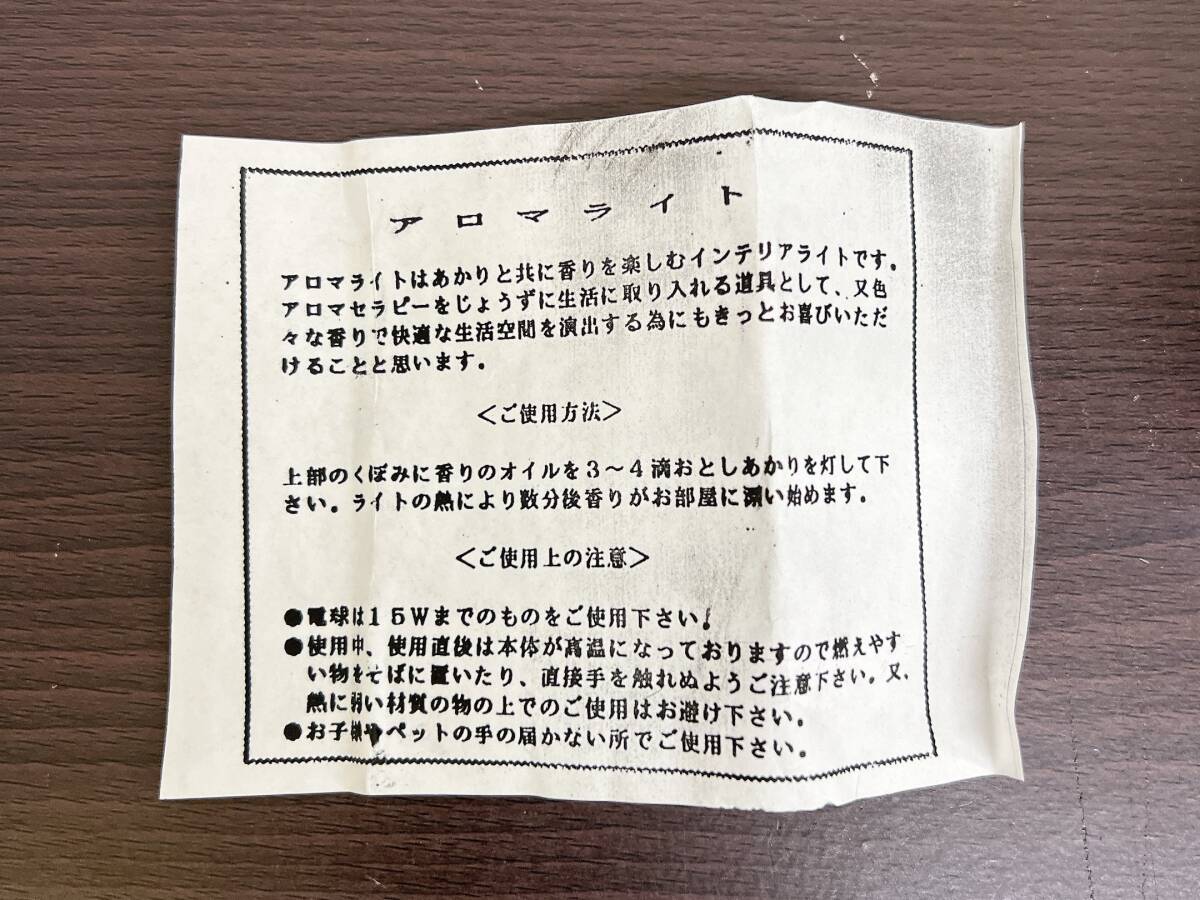 アロマライト
アロマライトはあかりと共に香りを楽しむインテリアライトです。
アロマセラピーをじょうずに生活に取り入れる道具として、又色
々な香りで快適な生活空間を演出する為にもきっとお喜びいただ
けることと思います。
＜ご使用方法＞
上部のくぼみに香りのオイルを３～４滴おとしあかりを灯して下
さい。ライトの熱により数分後香りがお部屋に漂い始めます。
＜ご使用上の注意＞
●電球は１５Ｗまでのものをご使用下さい。
●使用中、使用直後は本体が高温になっておりますので燃えやす
い物をそばに置いたり、直接手を触れぬようご注意下さい。又、
熱に弱い材質の物の上でのご使用はお避け下さい。
●お子様やペットの手の届かない所でご使用下さい。